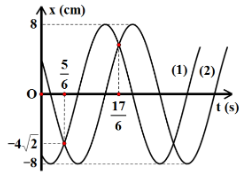 x (cm)
8
5/6
(1) (2)
O
t (s)
17/6
−4√2
−8